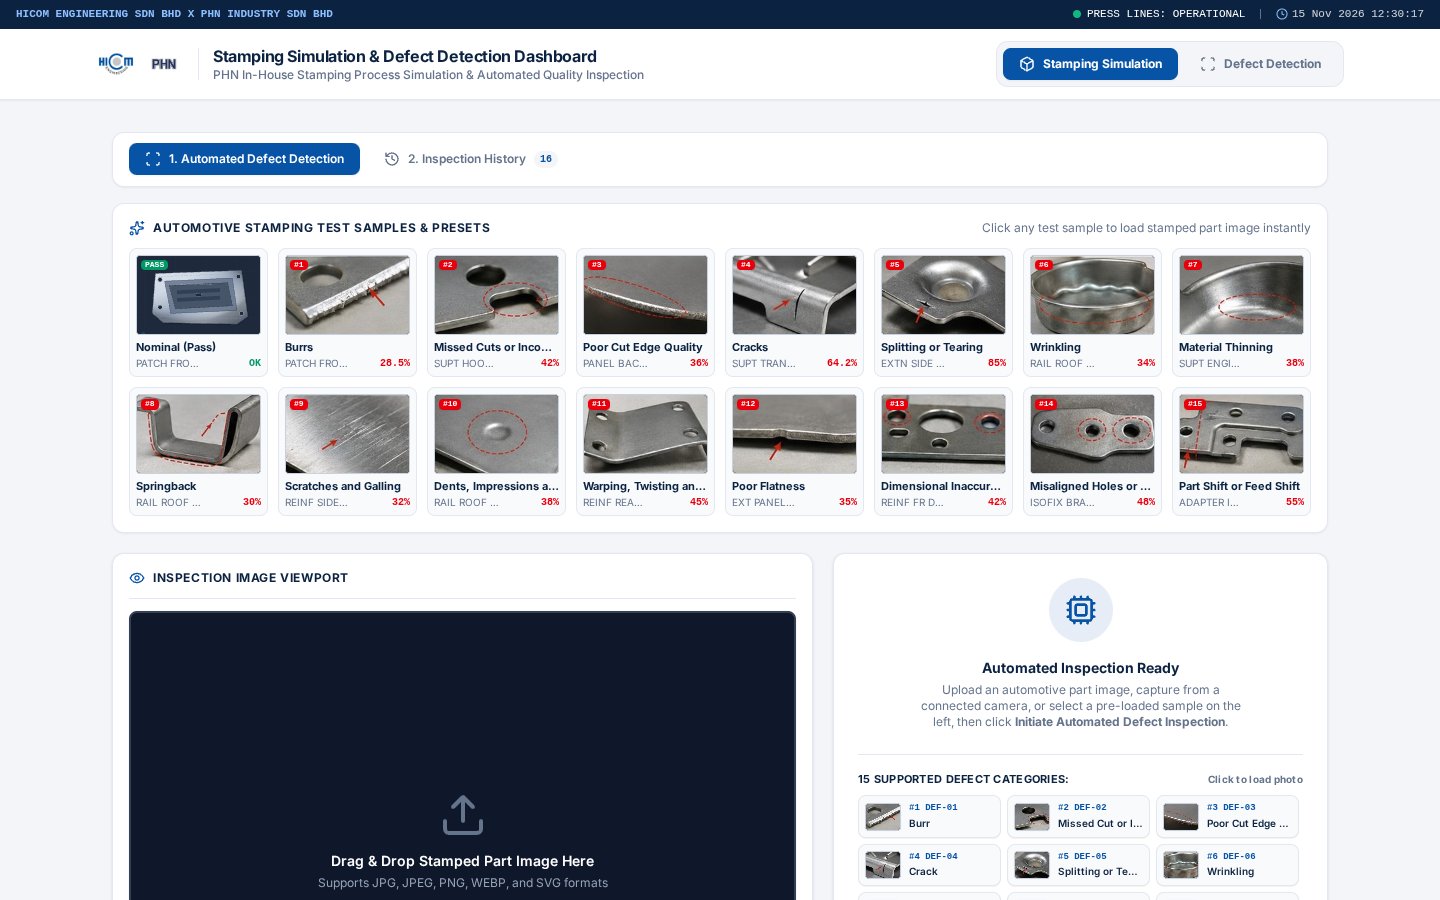 HICOM ENGINEERING SDN BHD X PHN INDUSTRY SDN BHD
PRESS LINES: OPERATIONAL | 15 Nov 2026 12:30:17
HICOM
PHN
Stamping Simulation & Defect Detection Dashboard
PHN In-House Stamping Process Simulation & Automated Quality Inspection
Stamping Simulation
Defect Detection
1. Automated Defect Detection
2. Inspection History 16
AUTOMOTIVE STAMPING TEST SAMPLES & PRESETS
Click any test sample to load stamped part image instantly
PASS
Nominal (Pass)
PATCH FRO... OK
#1
Burrs
PATCH FRO... 28.5%
#2
Missed Cuts or Inco...
SUPT HOO... 42%
#3
Poor Cut Edge Quality
PANEL BAC... 36%
#4
Cracks
SUPT TRAN... 64.2%
#5
Splitting or Tearing
EXTN SIDE ... 85%
#6
Wrinkling
RAIL ROOF ... 34%
#7
Material Thinning
SUPT ENGI... 38%
#8
Springback
RAIL ROOF ... 30%
#9
Scratches and Galling
REINF SIDE... 32%
#10
Dents, Impressions a...
RAIL ROOF ... 38%
#11
Warping, Twisting an...
REINF REA... 45%
#12
Poor Flatness
EXT PANEL... 35%
#13
Dimensional Inaccur...
REINF FR D... 42%
#14
Misaligned Holes or ...
ISOFIX BRA... 48%
#15
Part Shift or Feed Shift
ADAPTER I... 55%
INSPECTION IMAGE VIEWPORT
Drag & Drop Stamped Part Image Here
Supports JPG, JPEG, PNG, WEBP, and SVG formats
Automated Inspection Ready
Upload an automotive part image, capture from a
connected camera, or select a pre-loaded sample on the
left, then click Initiate Automated Defect Inspection.
15 SUPPORTED DEFECT CATEGORIES:
Click to load photo
#1 DEF-01
Burr
#2 DEF-02
Missed Cut or I...
#3 DEF-03
Poor Cut Edge ...
#4 DEF-04
Crack
#5 DEF-05
Splitting or Te...
#6 DEF-06
Wrinkling